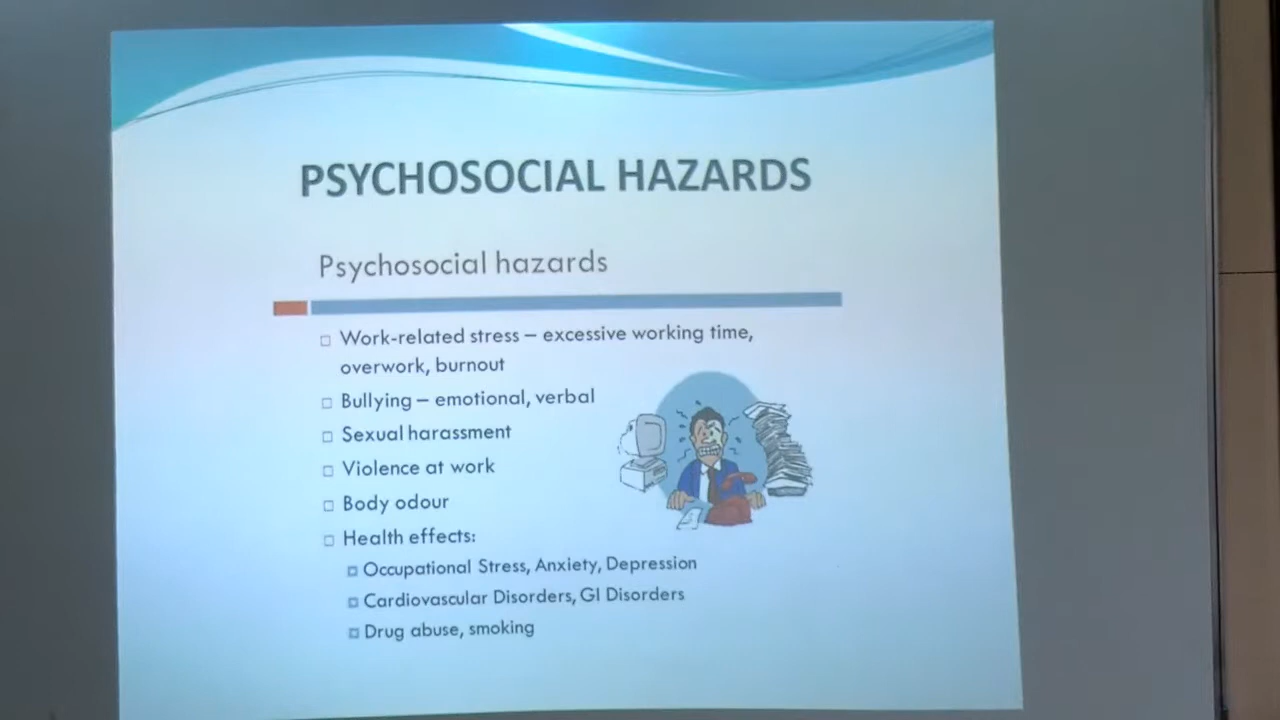 PSYCHOSOCIAL HAZARDS
Psychosocial hazards
Work-related stress – excessive working time,
overwork, burnout
Bullying – emotional, verbal
Sexual harassment
Violence at work
Body odour
Health effects:
Occupational Stress, Anxiety, Depression
Cardiovascular Disorders, GI Disorders
Drug abuse, smoking